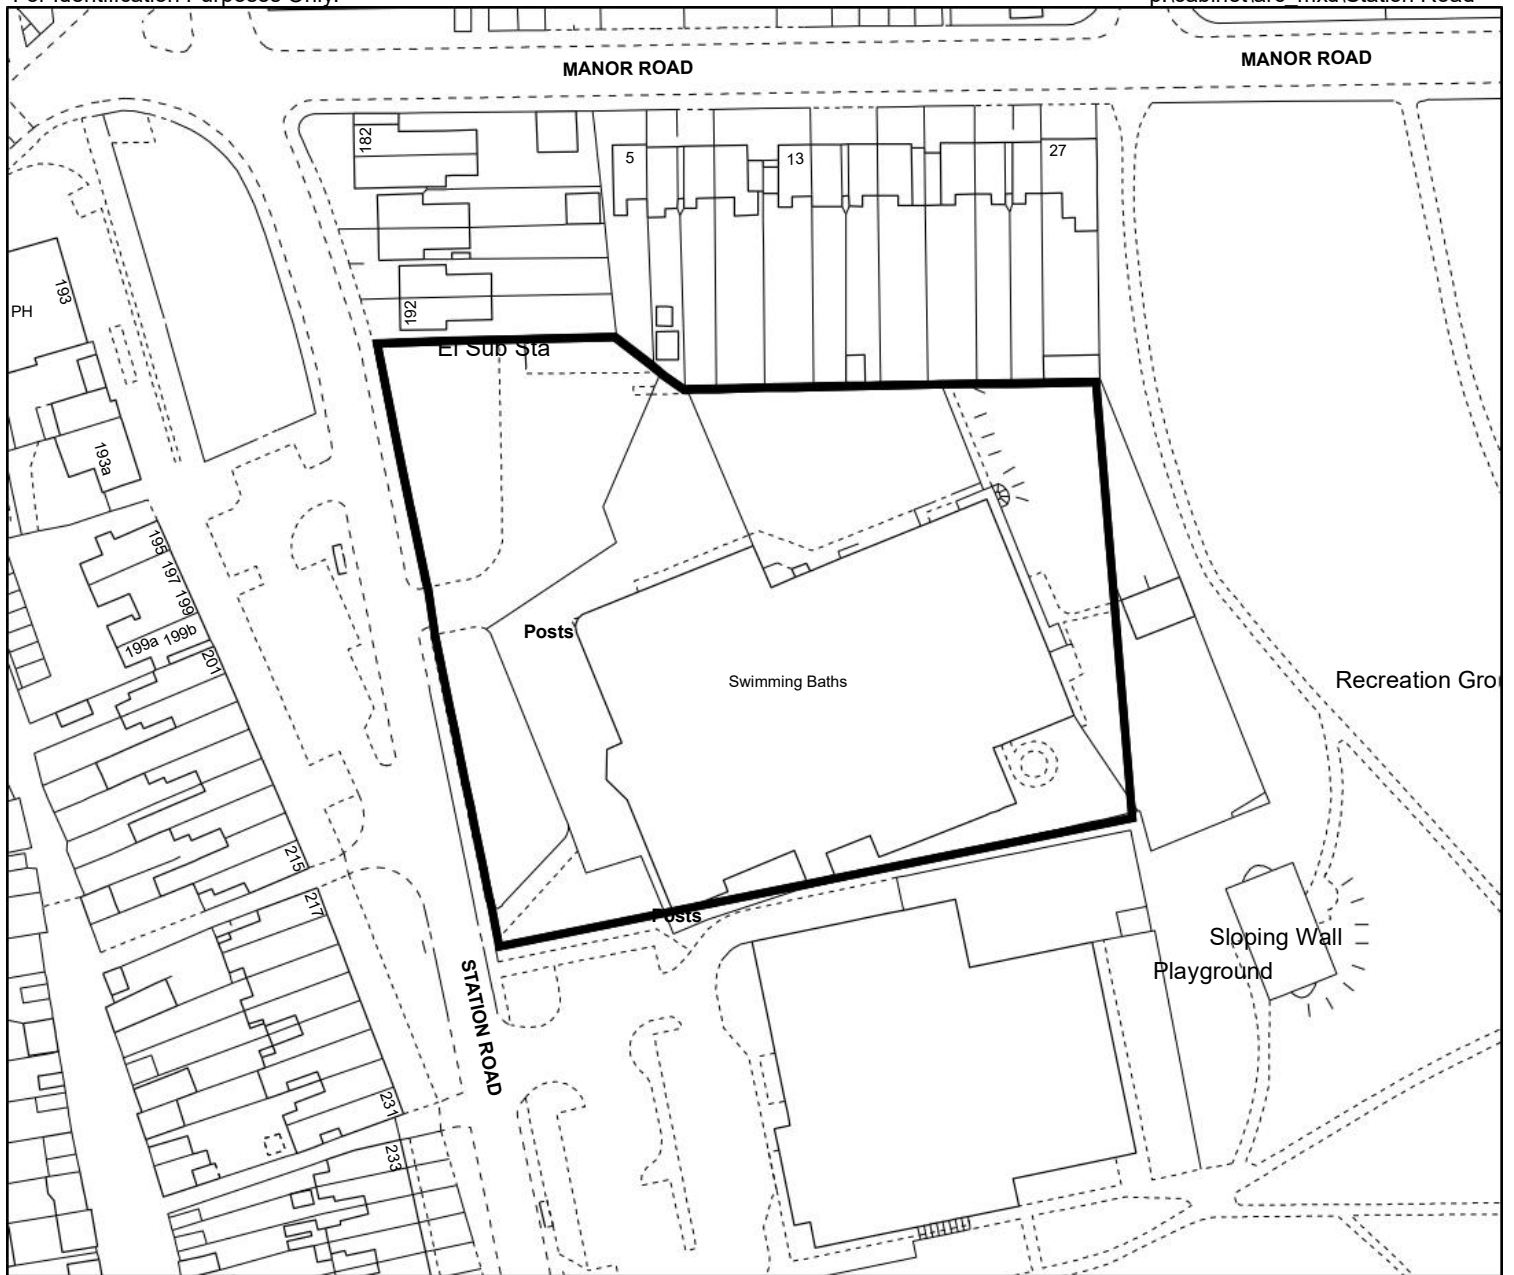 MANOR ROAD
MANOR ROAD
182
5
13
27
193
PH
192
El Sub Sta
193a
195
197
199
199a 199b
201
Posts
Swimming Baths
Recreation Gro
215
217
Posts
Sloping Wall
Playground
STATION ROAD
231
233